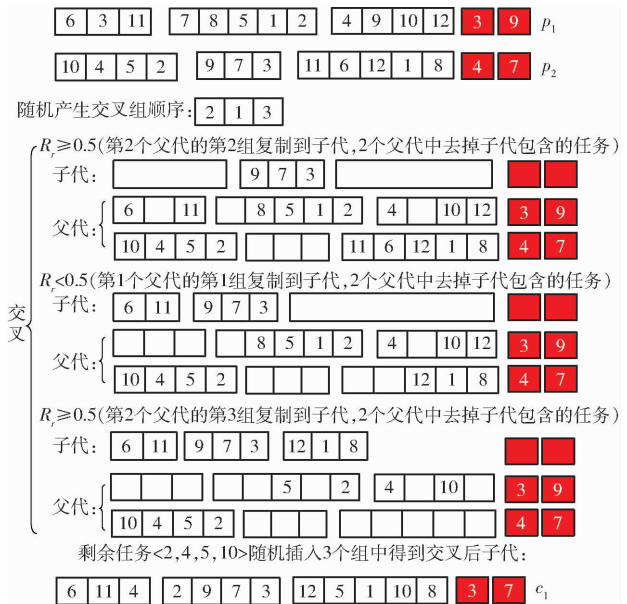 6 3 11 7 8 5 1 2 4 9 10 12 3 9 p1
10 4 5 2 9 7 3 11 6 12 1 8 4 7 p2
随机产生交叉组顺序: 2 1 3
Rr≥0.5(第2个父代的第2组复制到子代,2个父代中去掉子代包含的任务)
子代: 9 7 3
父代: 6 11 8 5 1 2 4 10 12 3 9
10 4 5 2 11 6 12 1 8 4 7
Rr<0.5(第1个父代的第1组复制到子代,2个父代中去掉子代包含的任务)
交叉
子代: 6 11 9 7 3
父代: 8 5 1 2 4 10 12 3 9
10 4 5 2 12 1 8 4 7
Rr≥0.5(第2个父代的第3组复制到子代,2个父代中去掉子代包含的任务)
子代: 6 11 9 7 3 12 1 8
父代: 5 2 4 10 3 9
10 4 5 2 4 7
剩余任务<2,4,5,10>随机插入3个组中得到交叉后子代:
6 11 4 2 9 7 3 12 5 1 10 8 3 7 c1